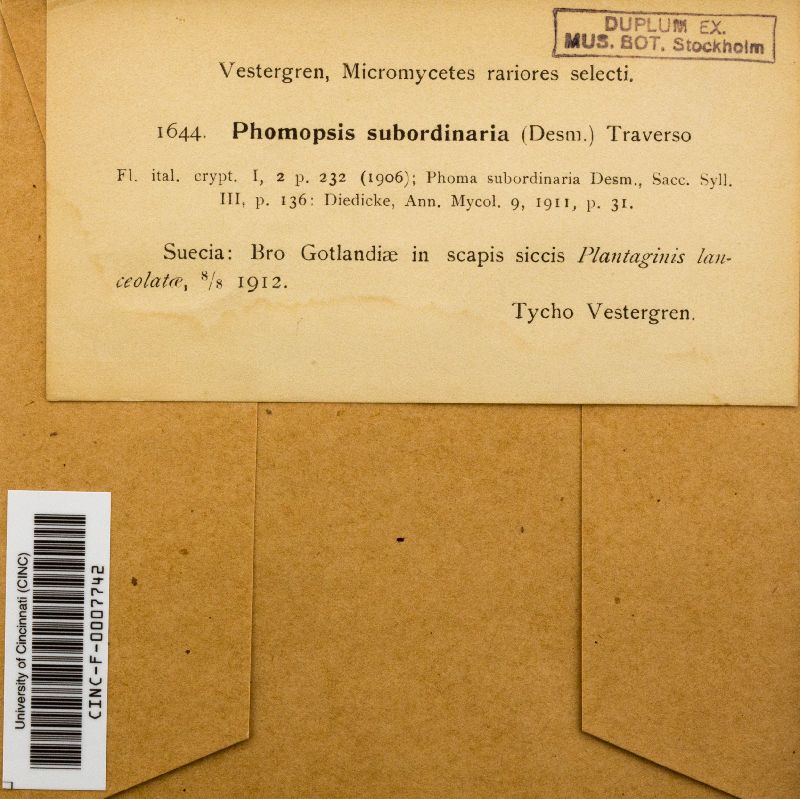 DUPLUM EX.
MUS. BOT. Stockholm
Vestergren, Micromycetes rariores selecti.
1644. Phomopsis subordinaria (Desm.) Traverso
Fl. ital. crypt. I, 2 p. 232 (1906); Phoma subordinaria Desm., Sacc. Syll.
III, p. 136: Diedicke, Ann. Mycol. 9, 1911, p. 31.
Suecia: Bro Gotlandiæ in scapis siccis Plantaginis lan-
ceolatæ, 8/8 1912.
Tycho Vestergren.
University of Cincinnati (CINC)
CINC-F-0007742